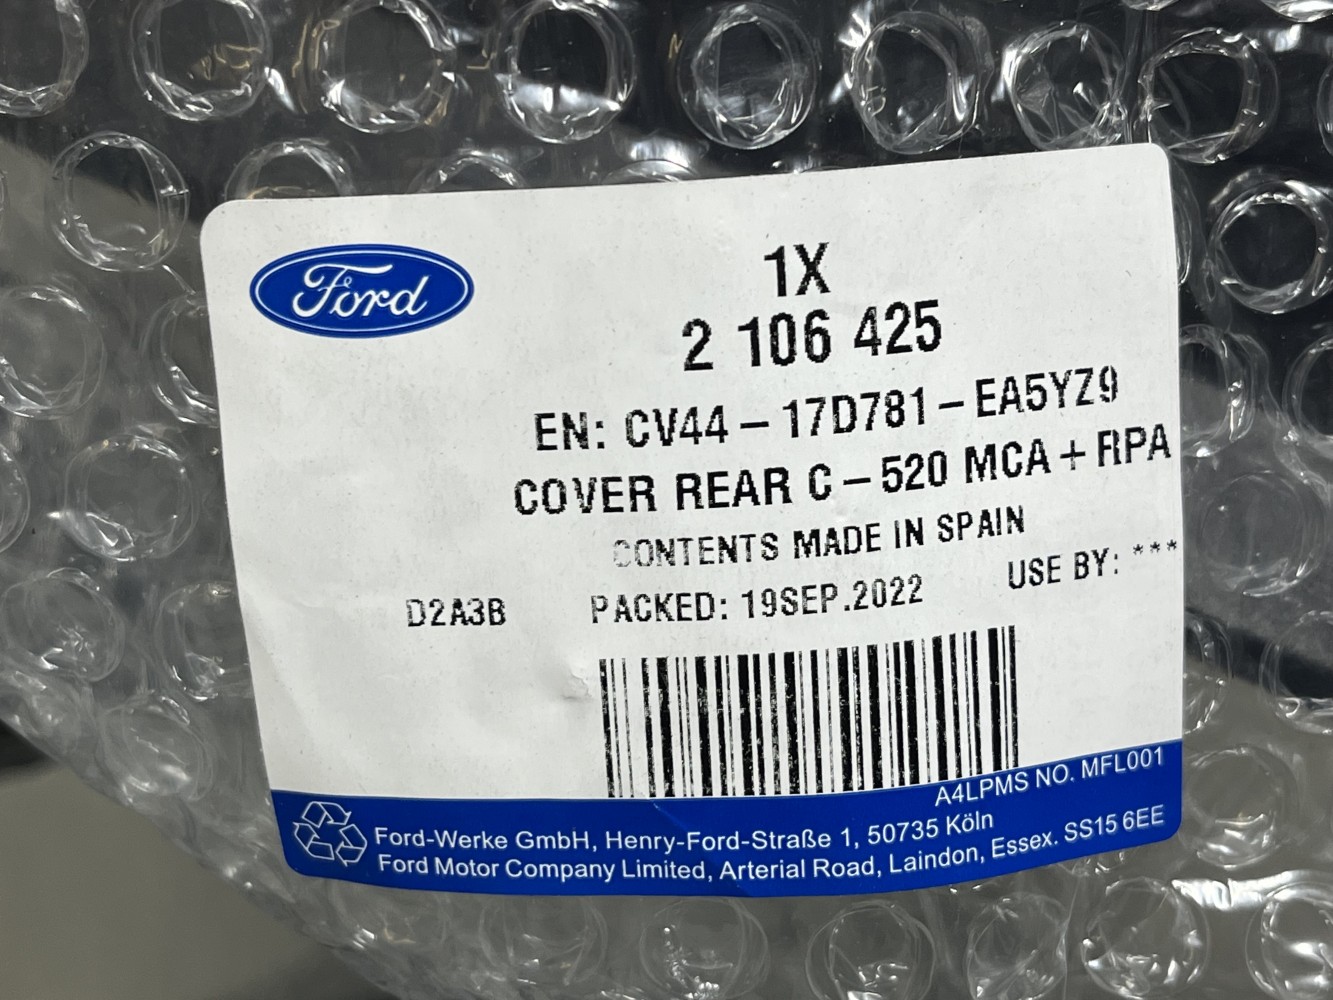 Ford
1X
2 106 425
EN: CV44-17D781-EA5YZ9
COVER REAR C-520 MCA+RPA
CONTENTS MADE IN SPAIN
D2A3B PACKED: 19SEP.2022 USE BY: ***
A4LPMS NO. MFL001
Ford-Werke GmbH, Henry-Ford-Straße 1, 50735 Köln
Ford Motor Company Limited, Arterial Road, Laindon, Essex. SS15 6EE